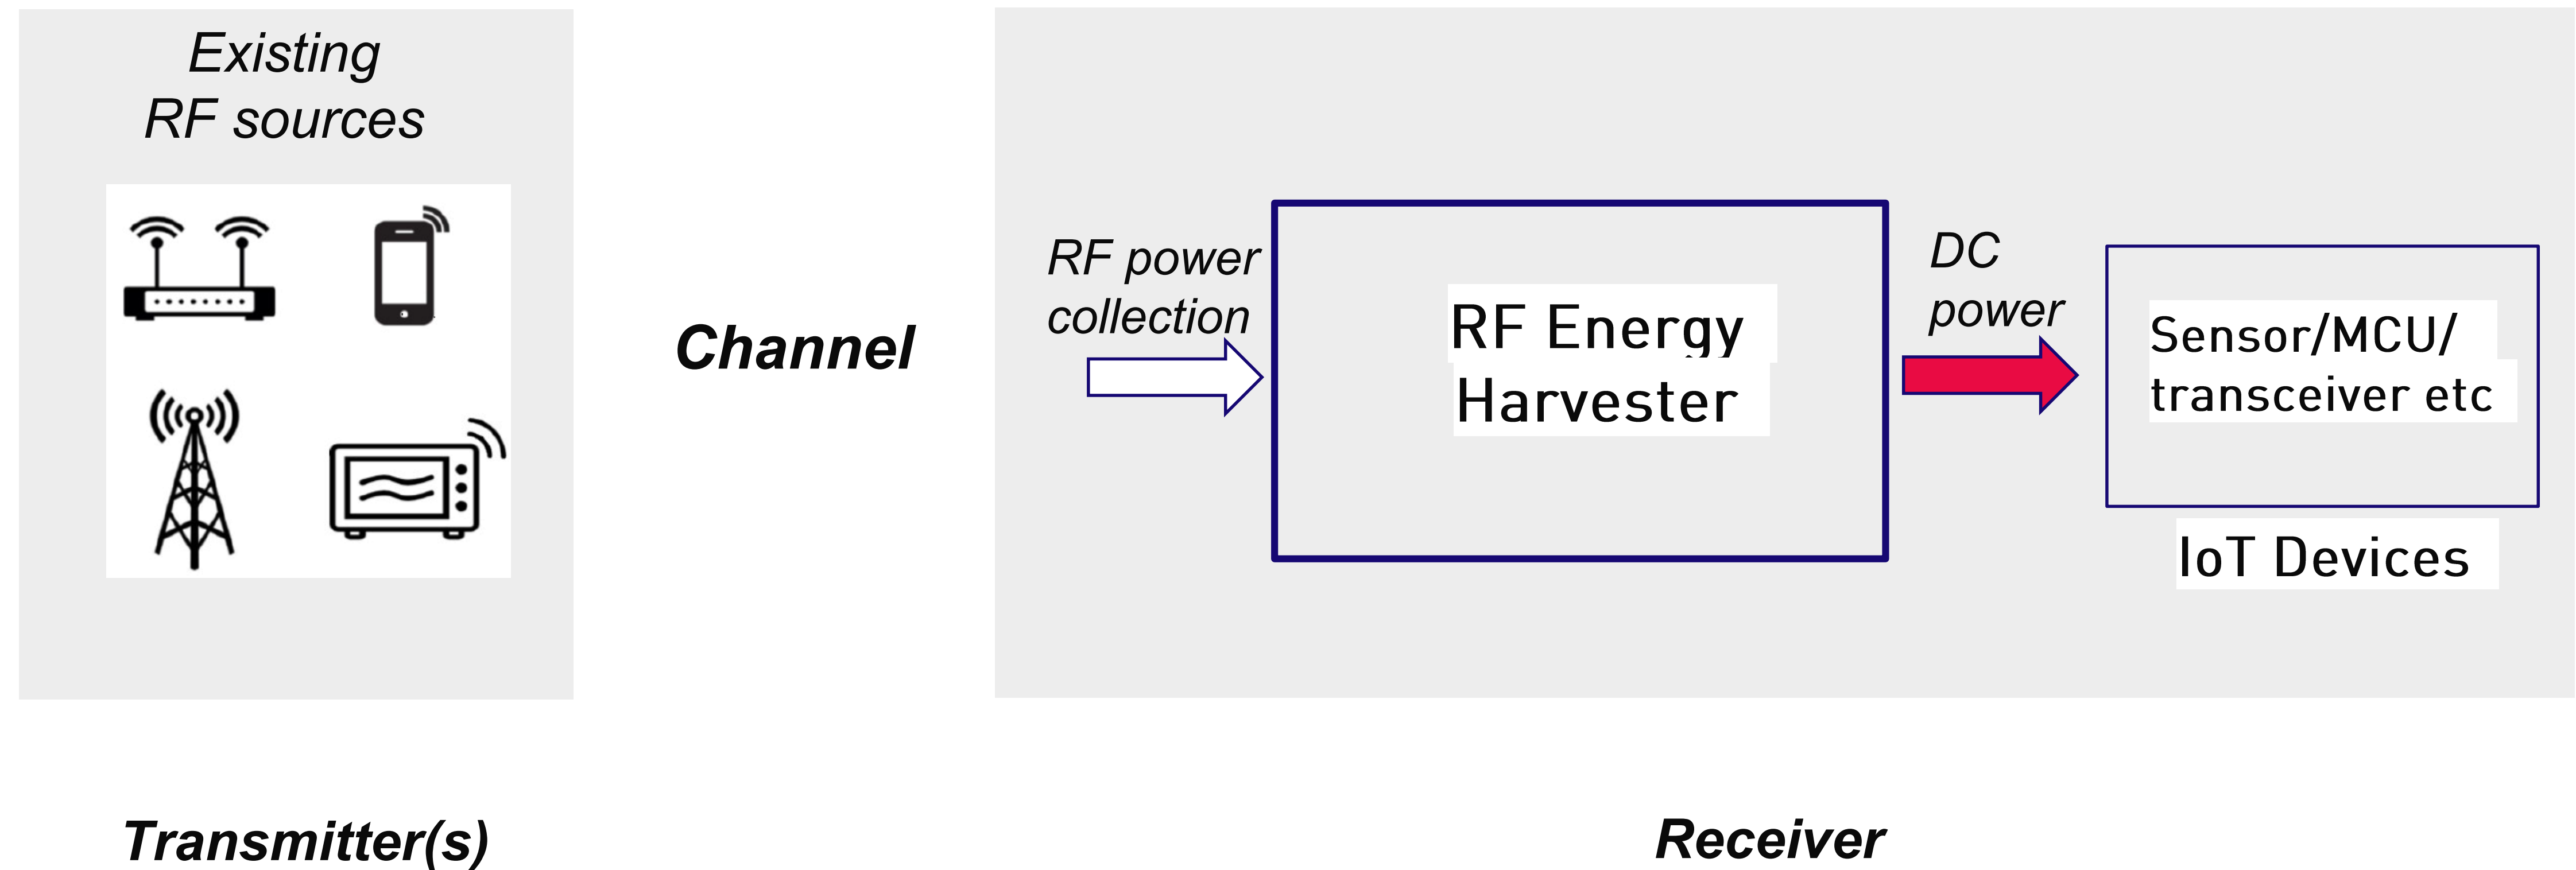 Existing
RF sources
Channel
RF power
collection
RF Energy
Harvester
DC
power
Sensor/MCU/
transceiver etc
IoT Devices
Transmitter(s)
Receiver